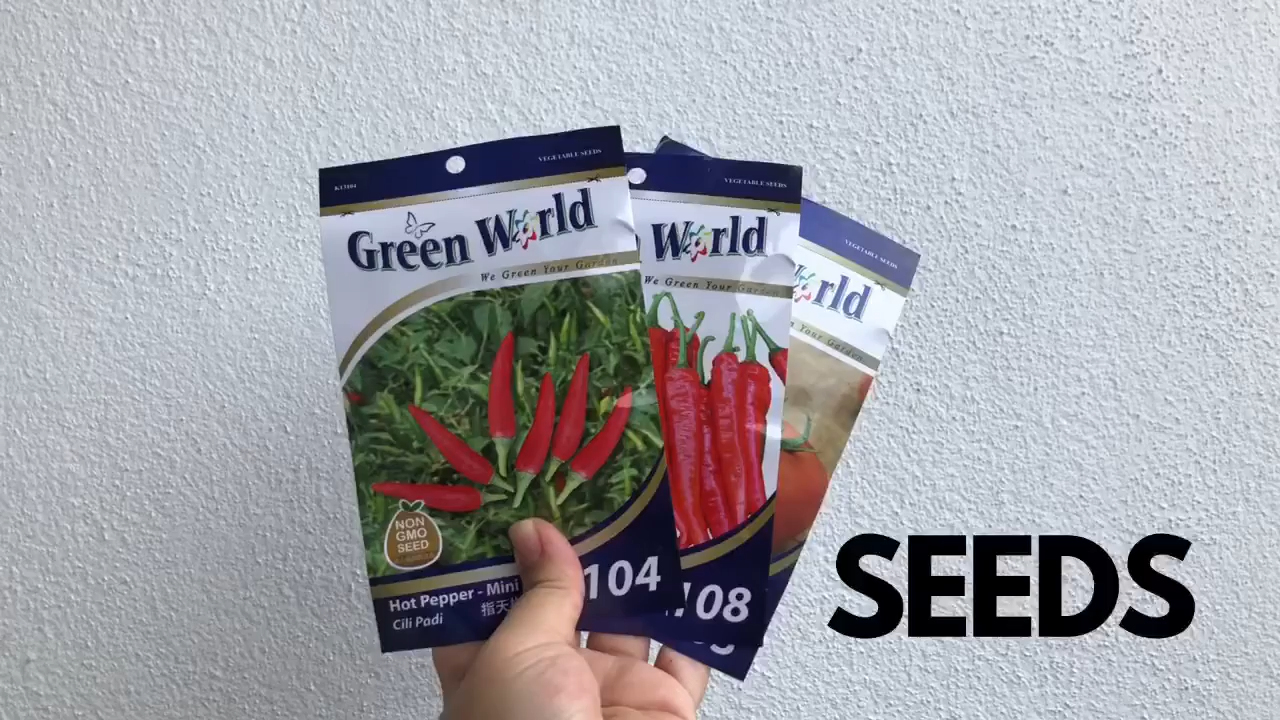 VEGETABLE SEEDS
Green World
We Green Your Garden
NON
GMO
SEED
Hot Pepper - Mini
指天
Cili Padi
104
VEGETABLE SEEDS
World
We Green Your Garden
108
VEGETABLE SEEDS
World
Your Garden
SEEDS